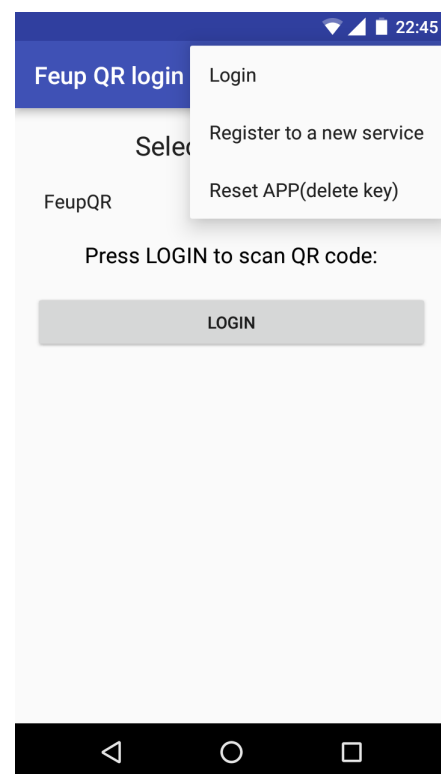 22:45
Feup QR login
Login
Register to a new service
Reset APP(delete key)
FeupQR
Press LOGIN to scan QR code:
LOGIN